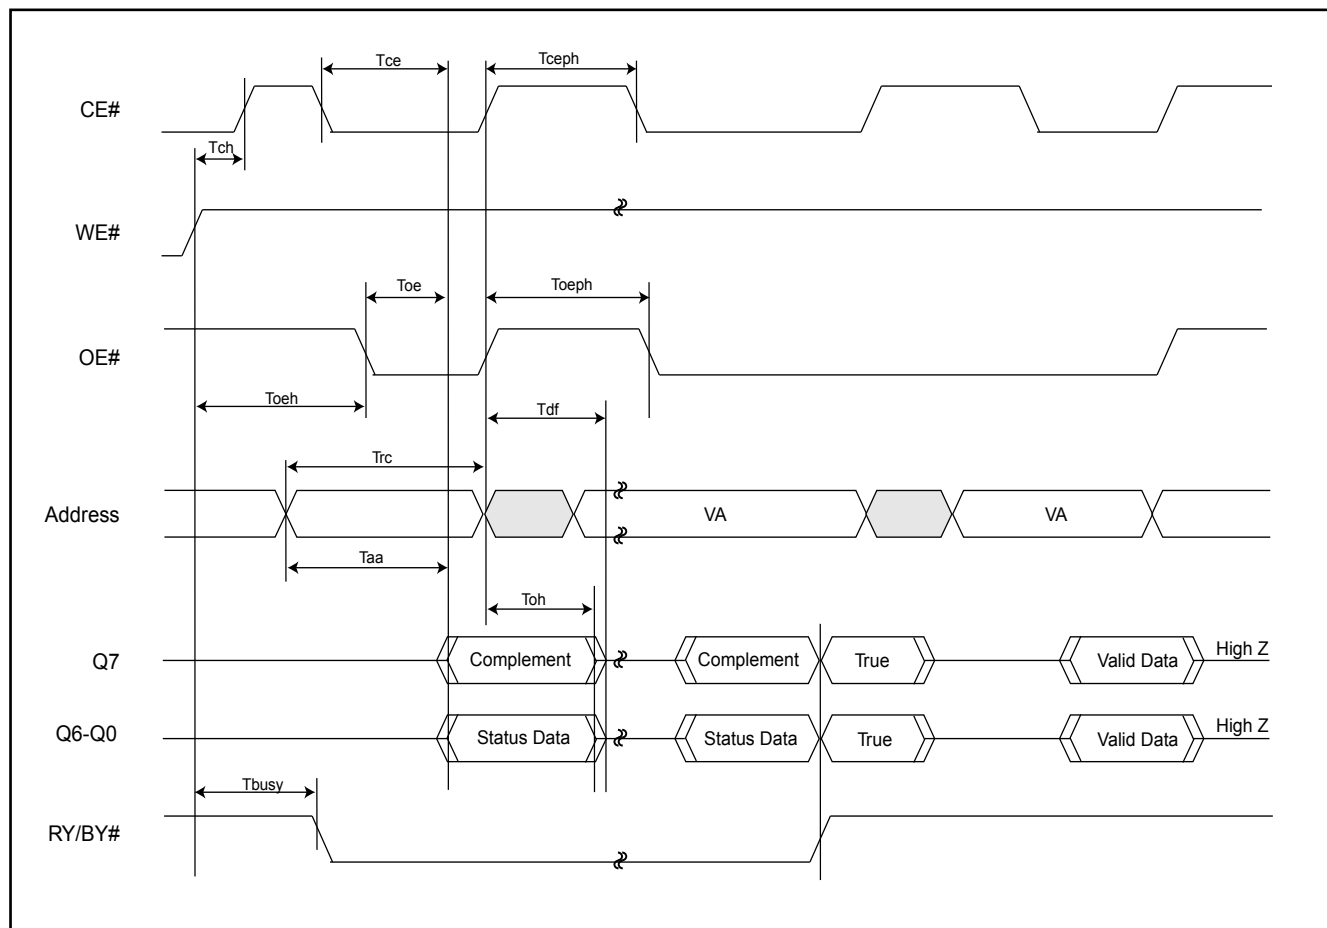 Tce
Tceph
CE#
Tch
WE#
Toe
Toeph
OE#
Toeh
Tdf
Trc
Address
VA
VA
Taa
Toh
Q7
Complement
Complement
True
Valid Data
High Z
Q6-Q0
Status Data
Status Data
True
Valid Data
High Z
Tbusy
RY/BY#